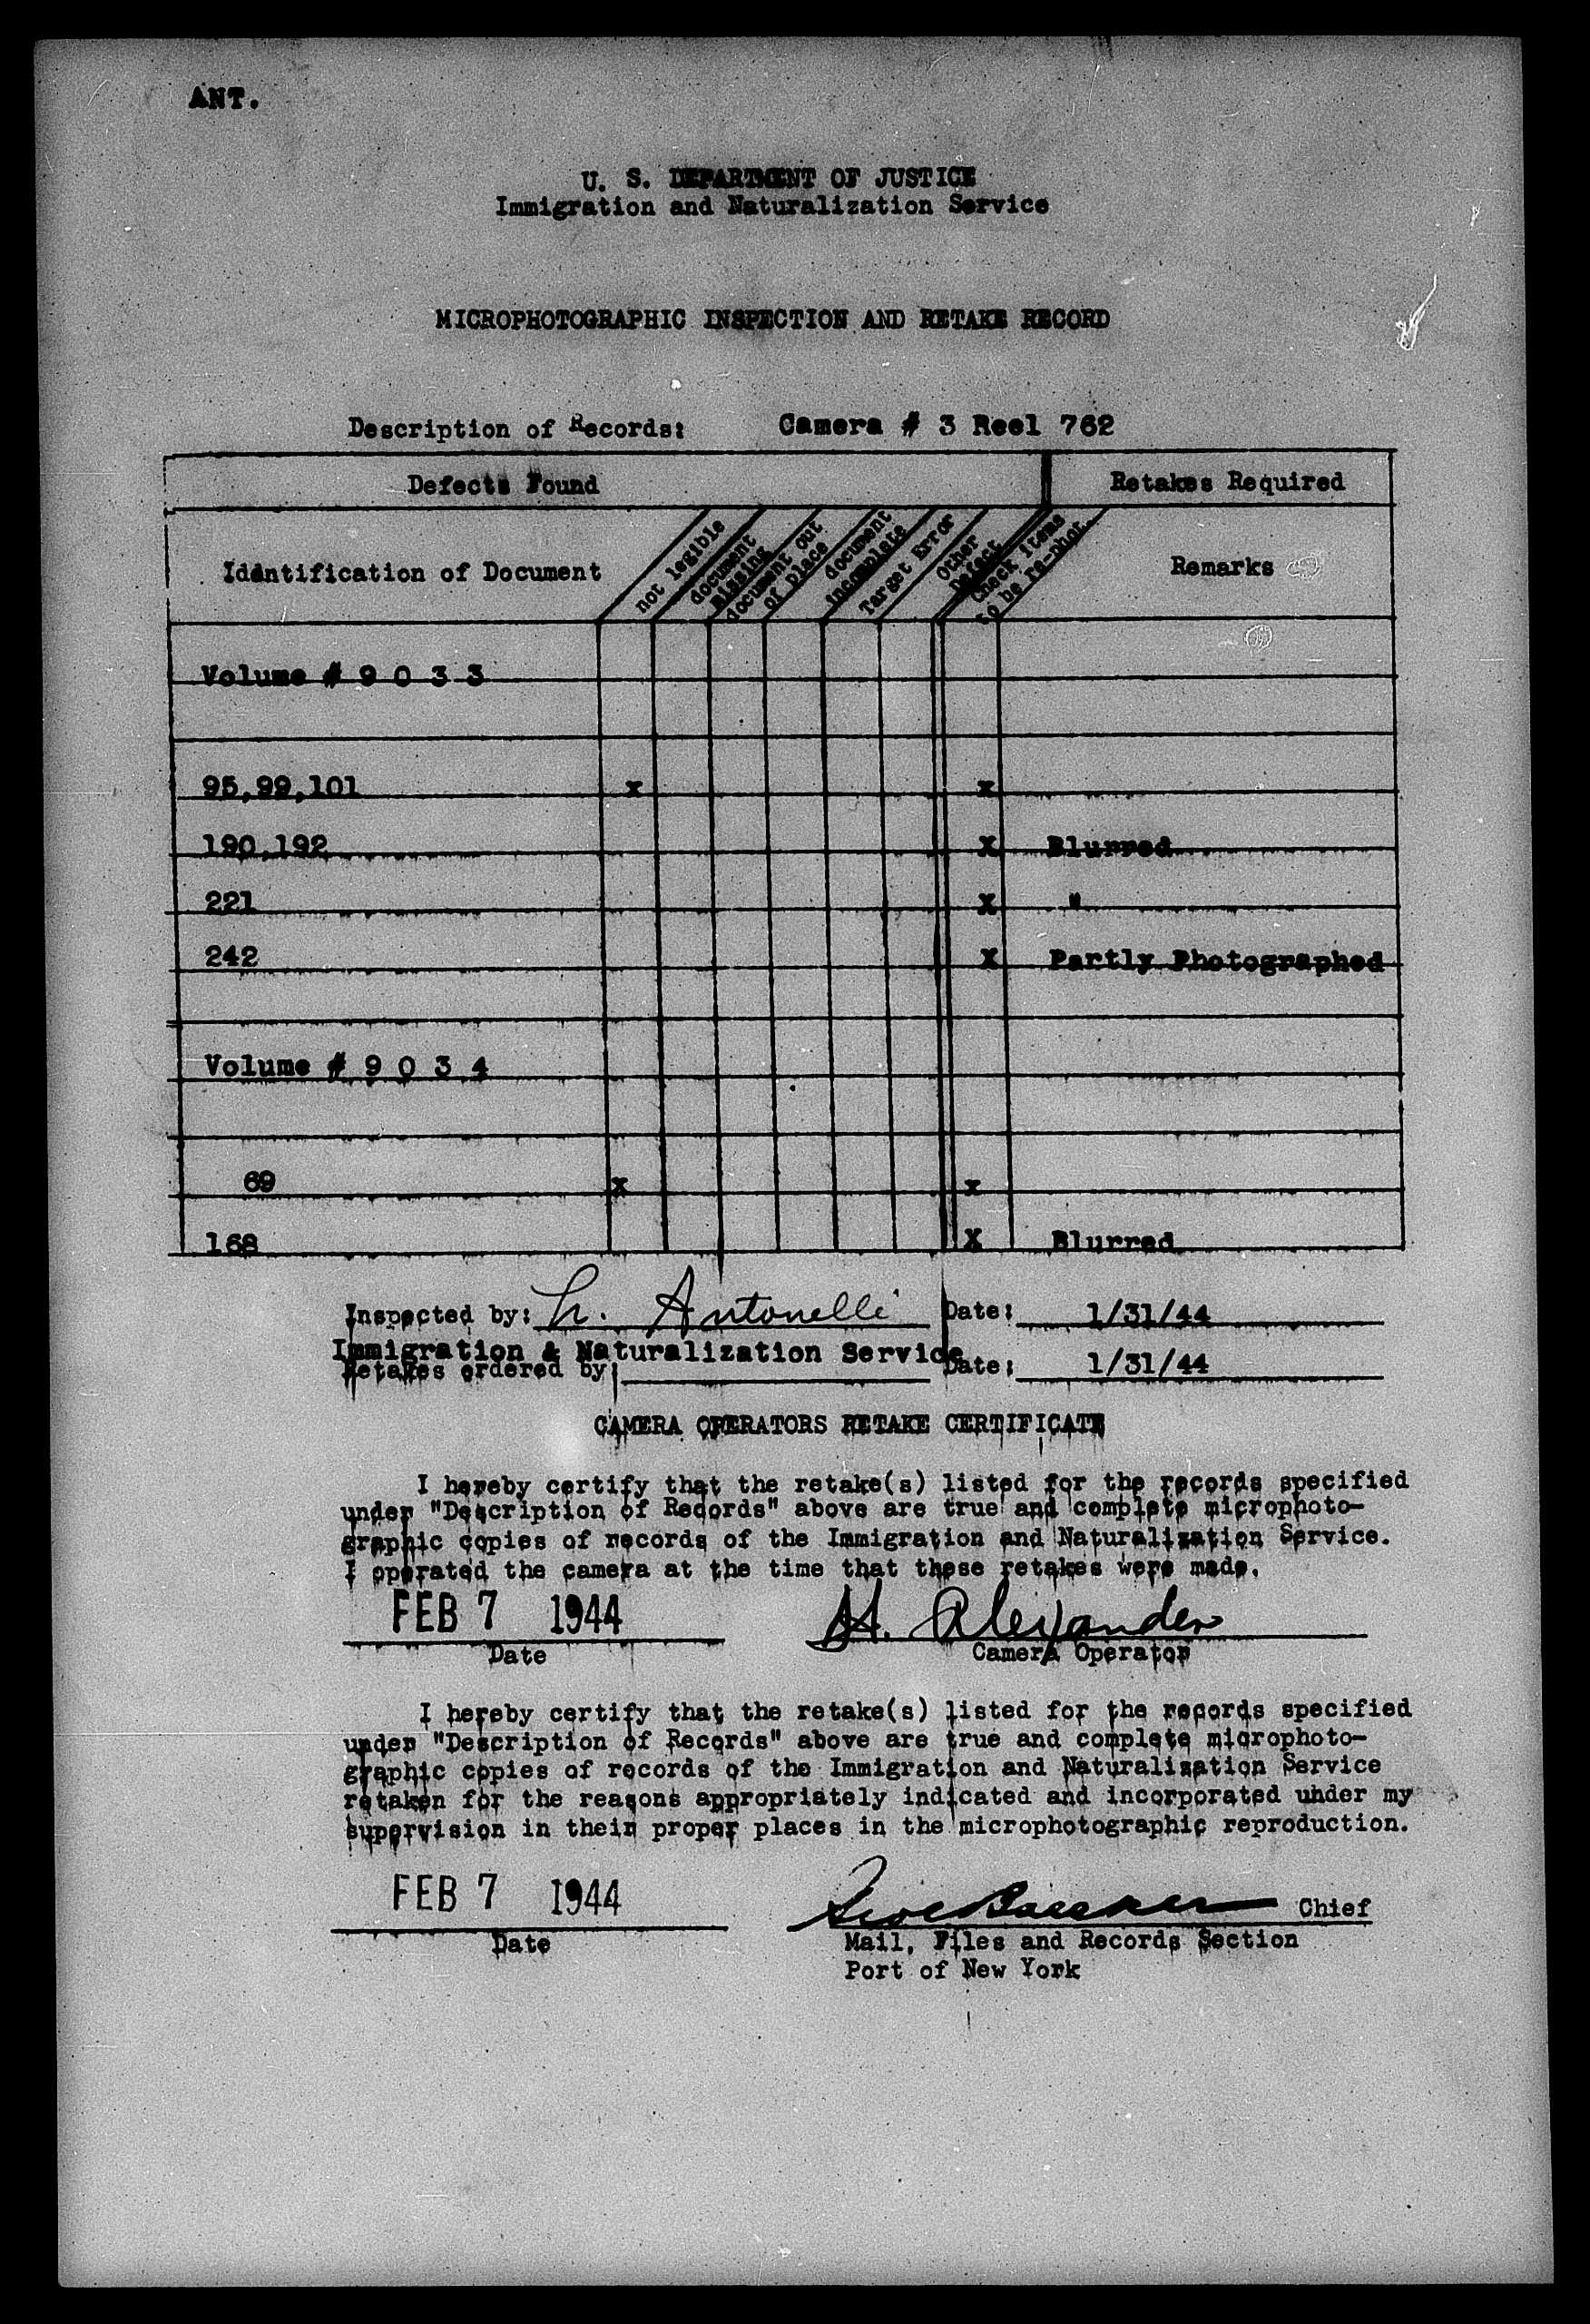 ANT.
U. S. DEPARTMENT OF JUSTICE
Immigration and Naturalization Service
MICROPHOTOGRAPHIC INSPECTION AND RETAKE RECORD
Description of Records: Camera # 3 Reel 762
Defects Found Retakes Required
Identification of Document
not legible
document missing
document out of place
document incomplete
Target Error
Other Defect
Check items to be re-phot.
Remarks
Volume # 9 0 3 3
95,99,101 x x
190,192 X Blurred
221 X "
242 X Partly Photographed
Volume # 9 0 3 4
69 x x
168 X Blurred
Inspected by: Antonelli Date: 1/31/44
Immigration & Naturalization Service
Retakes ordered by: Date: 1/31/44
CAMERA OPERATORS RETAKE CERTIFICATE
I hereby certify that the retake(s) listed for the records specified
under "Description of Records" above are true and complete microphoto-
graphic copies of records of the Immigration and Naturalization Service.
I operated the camera at the time that these retakes were made.
FEB 7 1944 H. Alexander
Date Camera Operator
I hereby certify that the retake(s) listed for the records specified
under "Description of Records" above are true and complete microphoto-
graphic copies of records of the Immigration and Naturalization Service
retaken for the reasons appropriately indicated and incorporated under my
supervision in their proper places in the microphotographic reproduction.
FEB 7 1944 Chief
Date Mail, Files and Records Section
Port of New York